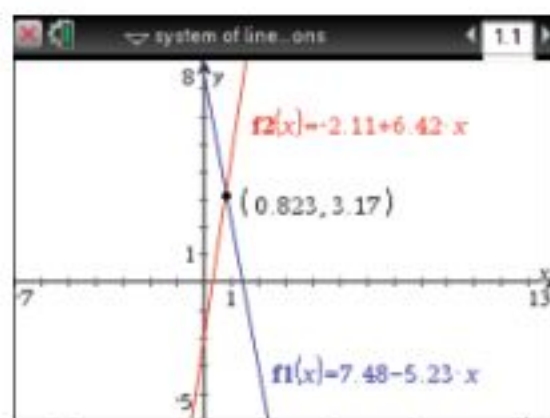 system of line...ons 1.1
8 y
f2(x)=-2.11+6.42·x
(0.823,3.17)
1
-7 1 x 13
f1(x)=7.48-5.23·x
-5